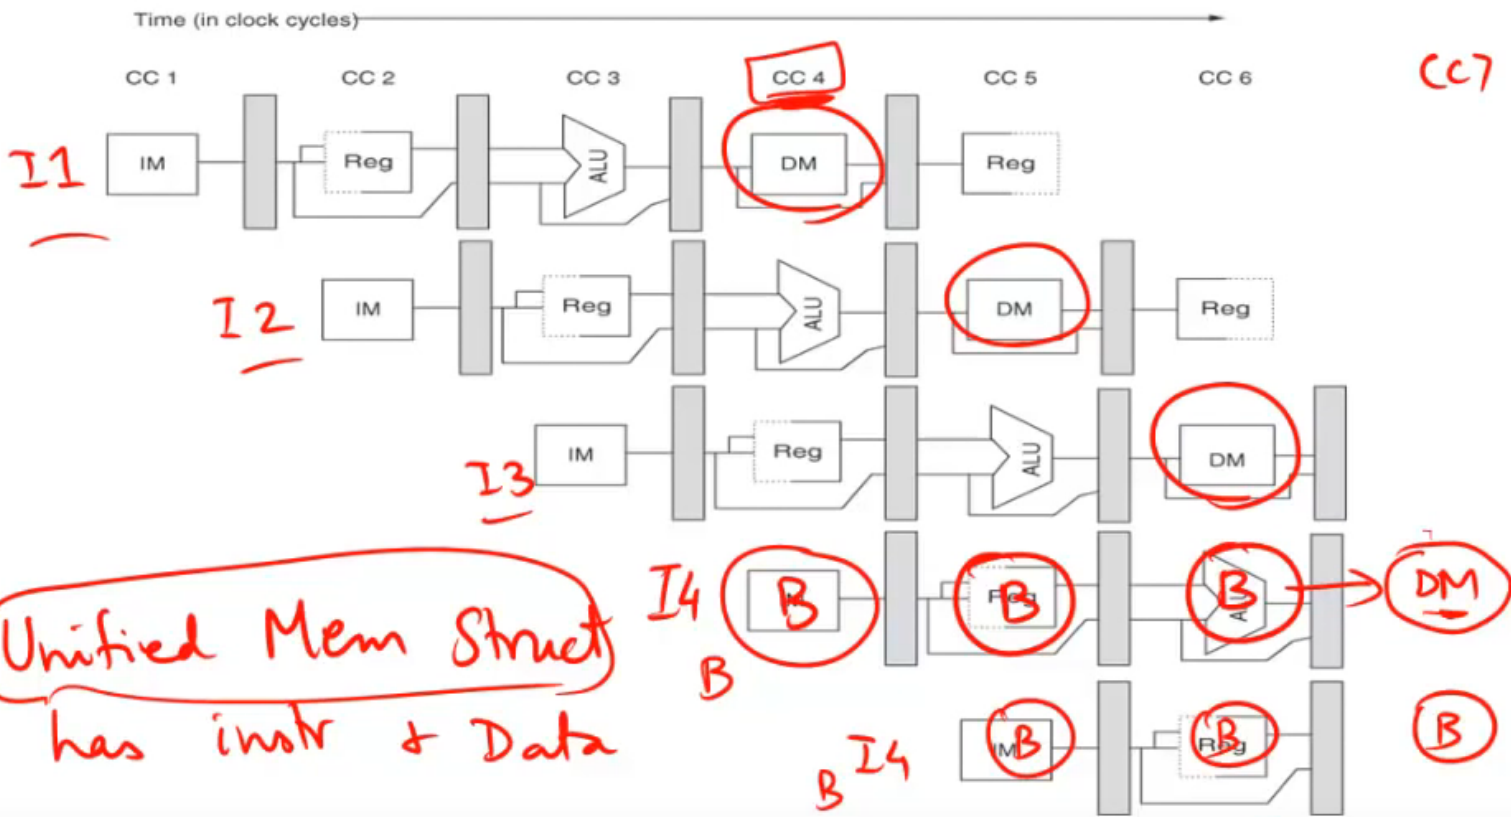 Time (in clock cycles)
CC 1 CC 2 CC 3 CC 4 CC 5 CC 6 CC7
I1 IM Reg ALU DM Reg
I2 IM Reg ALU DM Reg
I3 IM Reg ALU DM
I4 B B B DM
B
Unified Mem Struct
has instr + Data
I4 IM B Reg B B
B